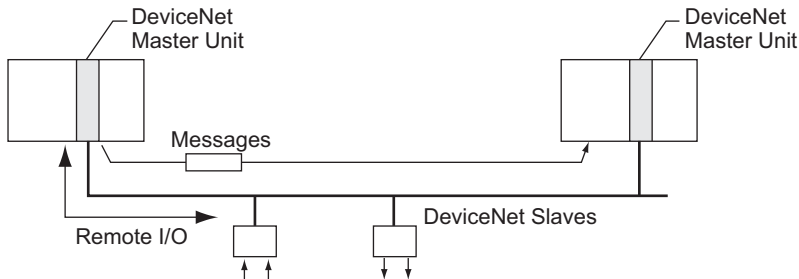 DeviceNet
Master Unit
DeviceNet
Master Unit
Messages
DeviceNet Slaves
Remote I/O